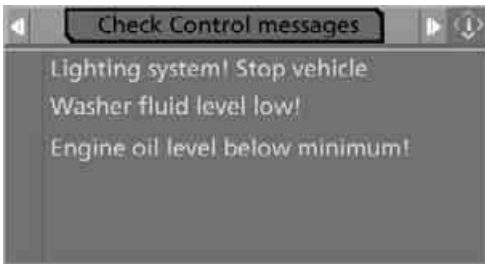 Check Control messages
Lighting system! Stop vehicle
Washer fluid level low!
Engine oil level below minimum!